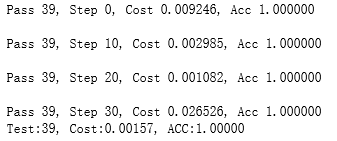 Pass 39, Step 0, Cost 0.009246, Acc 1.000000
Pass 39, Step 10, Cost 0.002985, Acc 1.000000
Pass 39, Step 20, Cost 0.001082, Acc 1.000000
Pass 39, Step 30, Cost 0.026526, Acc 1.000000
Test:39, Cost:0.00157, ACC:1.00000